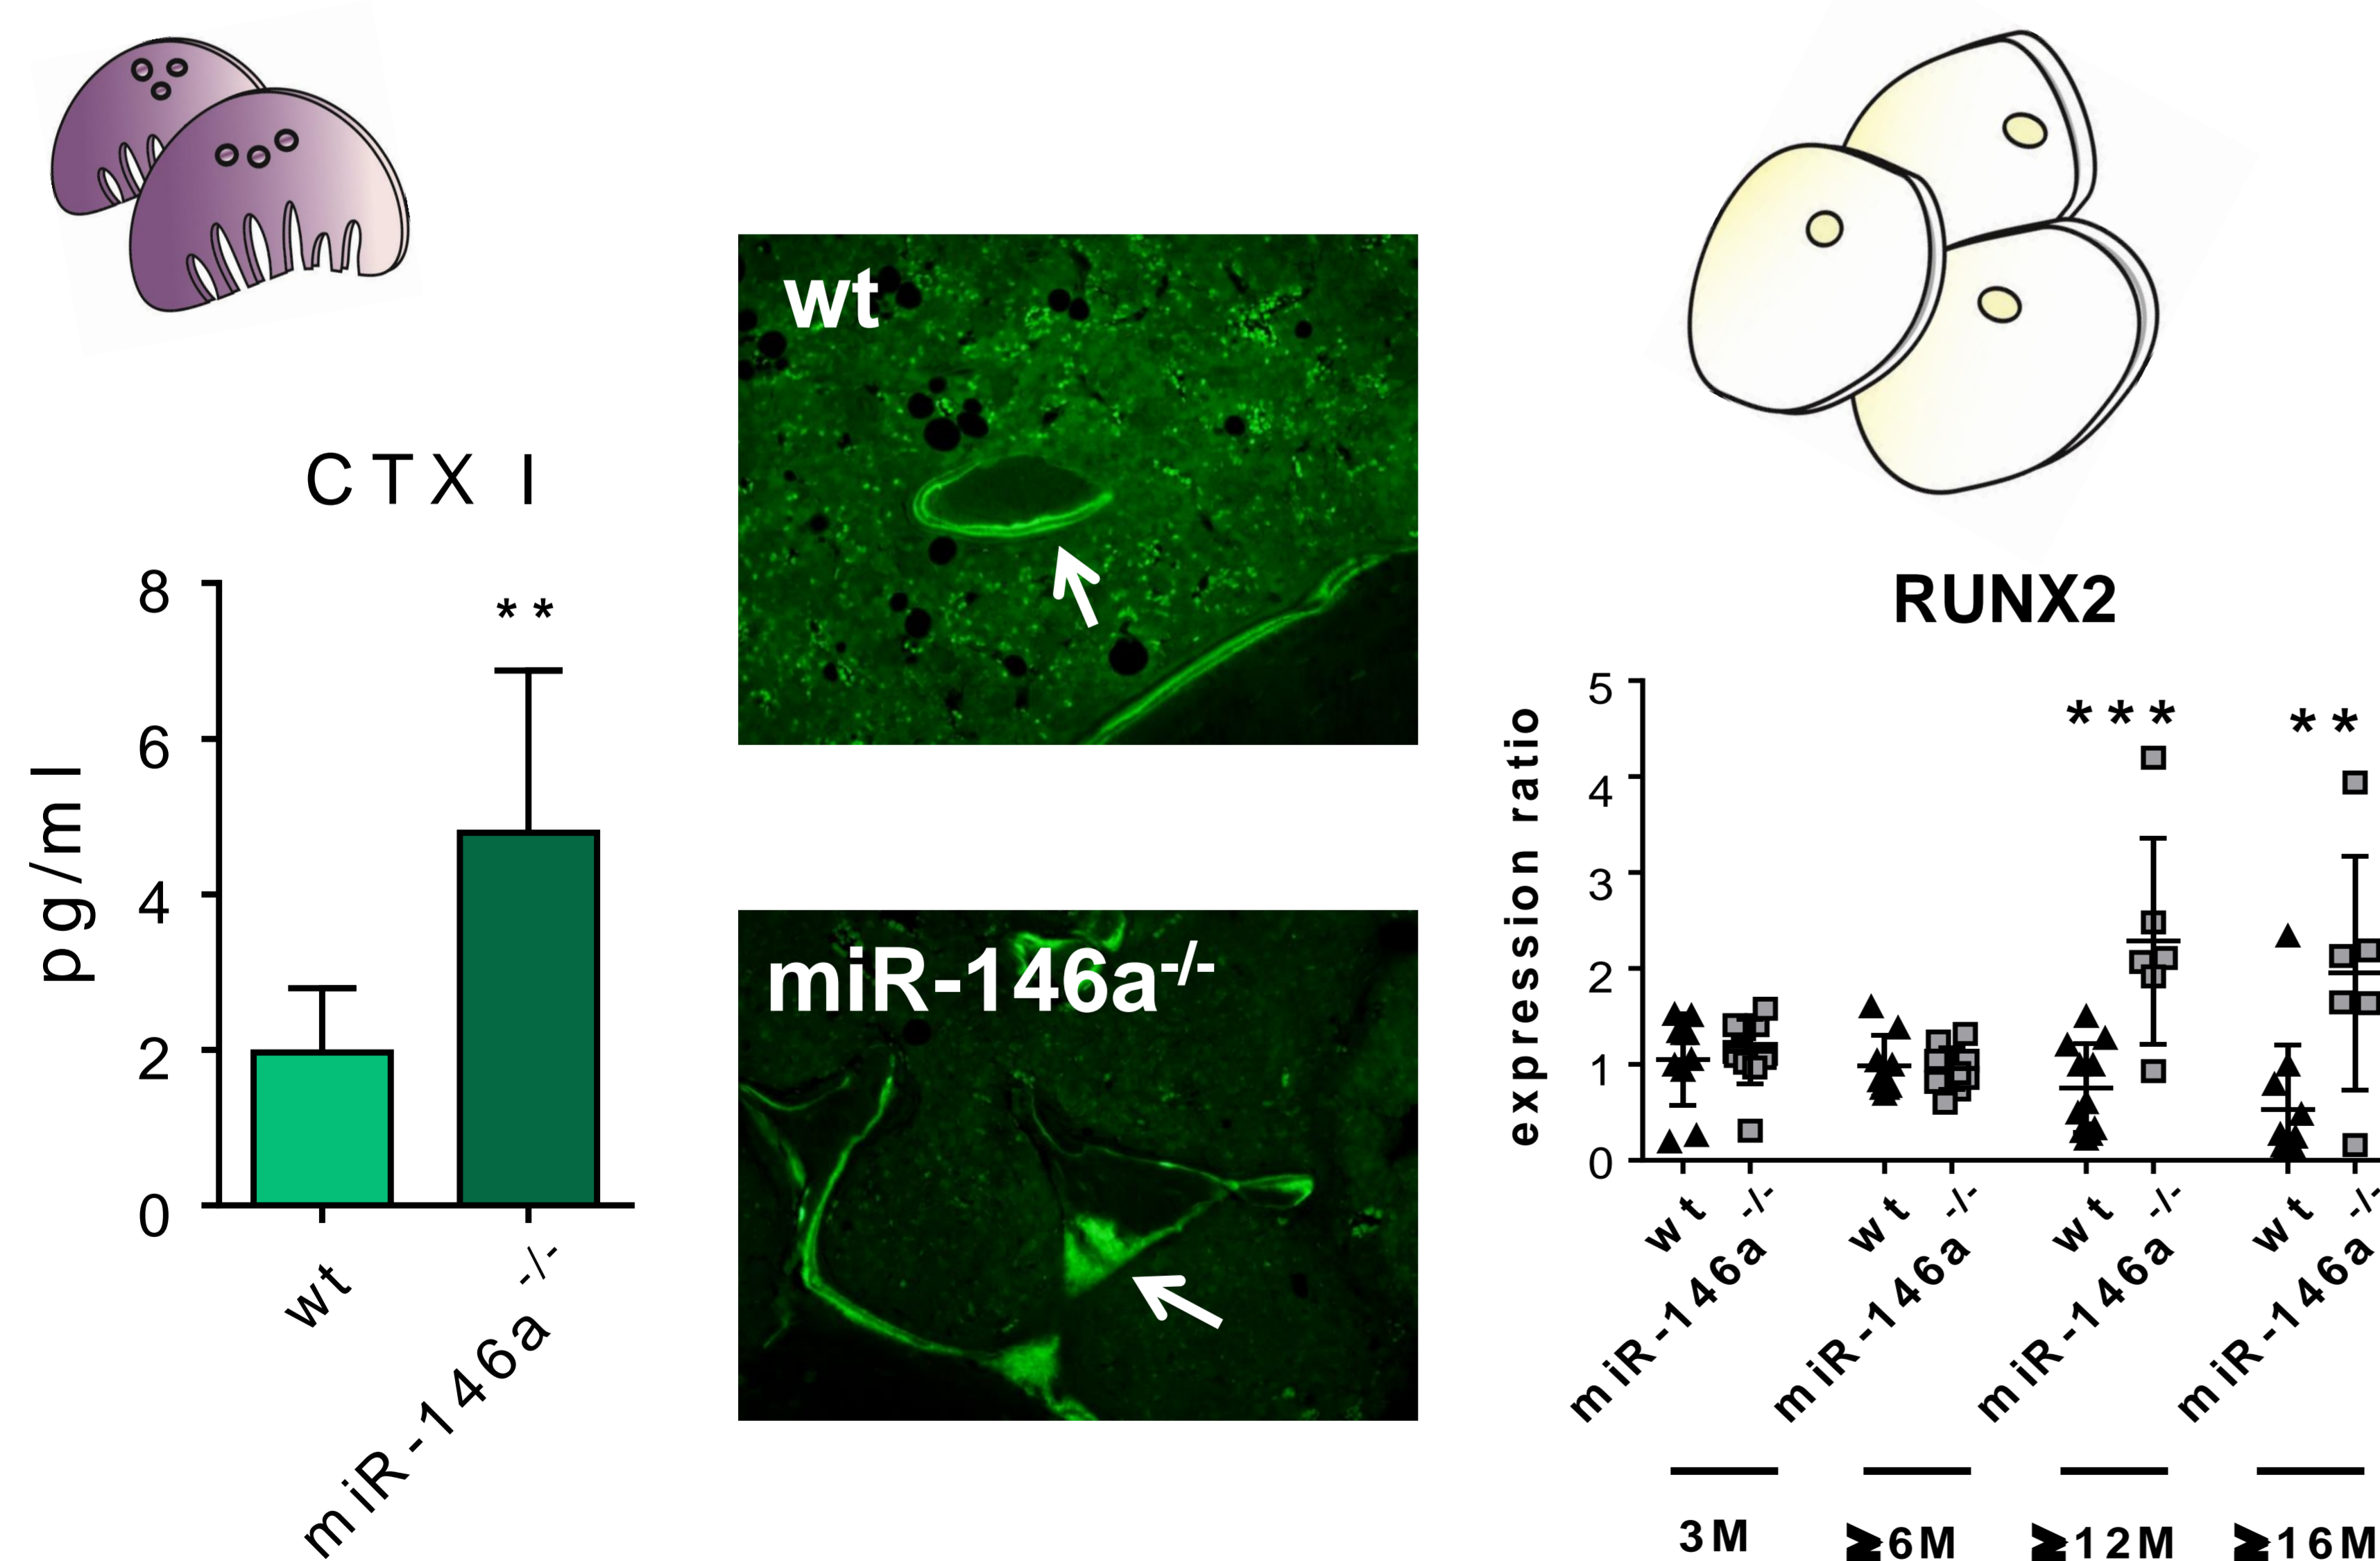 CTX I
pg/ml
8
6
4
2
0
**
wt
miR-146a -/-
wt
miR-146a-/-
RUNX2
expression ratio
5
4
3
2
1
0
***
**
wt
miR-146a -/-
wt
miR-146a -/-
wt
miR-146a -/-
wt
miR-146a -/-
3M
≥6M
≥12M
≥16M